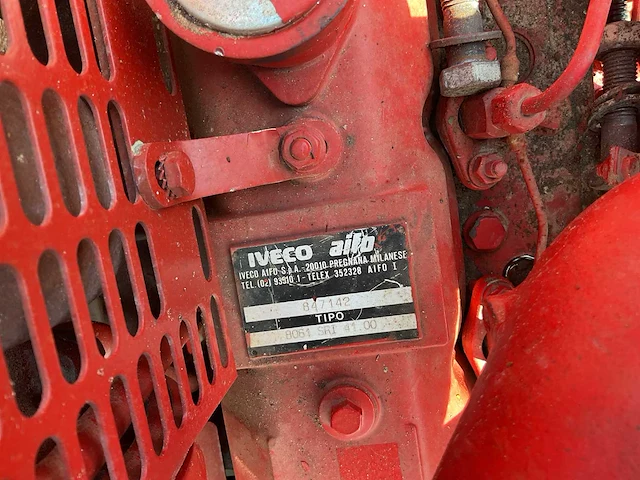 IVECO aifo
IVECO AIFO S.p.A. 20010 PREGNANA MILANESE
TEL. (02) 93510.1 - TELEX 352328 AIFO I
847142
TIPO
8061 SRI 41.00